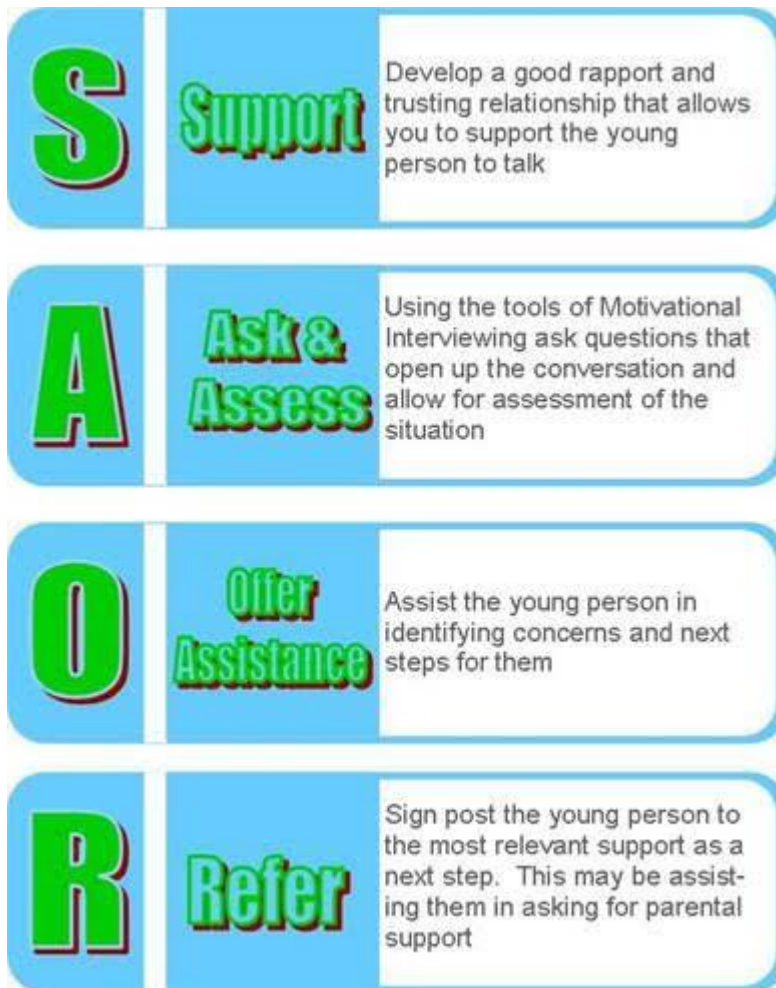 S
Support
Develop a good rapport and
trusting relationship that allows
you to support the young
person to talk
A
Ask &
Assess
Using the tools of Motivational
Interviewing ask questions that
open up the conversation and
allow for assessment of the
situation
O
Offer
Assistance
Assist the young person in
identifying concerns and next
steps for them
R
Refer
Sign post the young person to
the most relevant support as a
next step.  This may be assist-
ing them in asking for parental
support